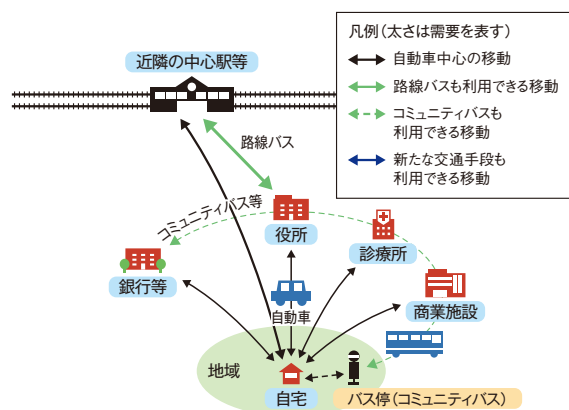 凡例（太さは需要を表す）
自動車中心の移動
路線バスも利用できる移動
コミュニティバスも
利用できる移動
新たな交通手段も
利用できる移動
近隣の中心駅等
路線バス
コミュニティバス等
役所
診療所
銀行等
商業施設
自動車
地域
自宅
バス停（コミュニティバス）